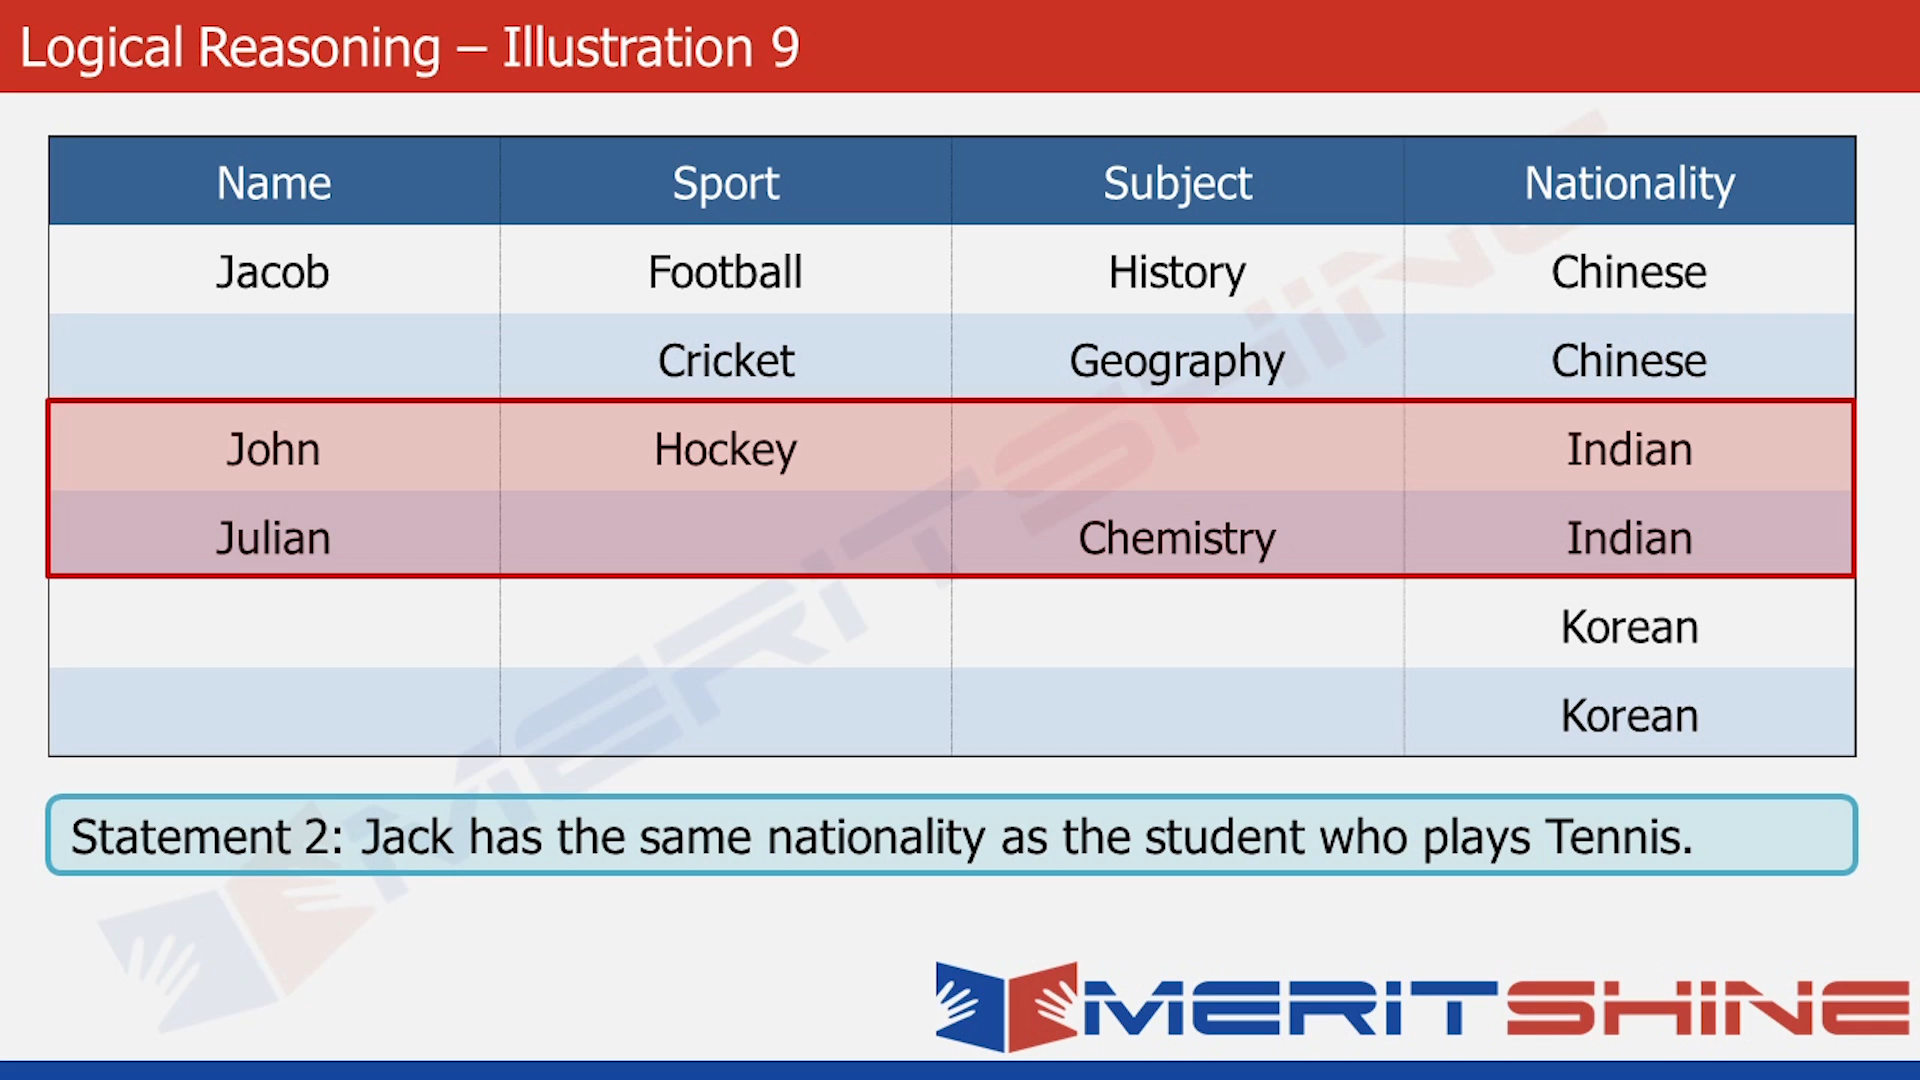 Logical Reasoning – Illustration 9
Name Sport Subject Nationality
Jacob Football History Chinese
Cricket Geography Chinese
John Hockey Indian
Julian Chemistry Indian
Korean
Korean
Statement 2: Jack has the same nationality as the student who plays Tennis.
MERITSHINE
MERITSHINE